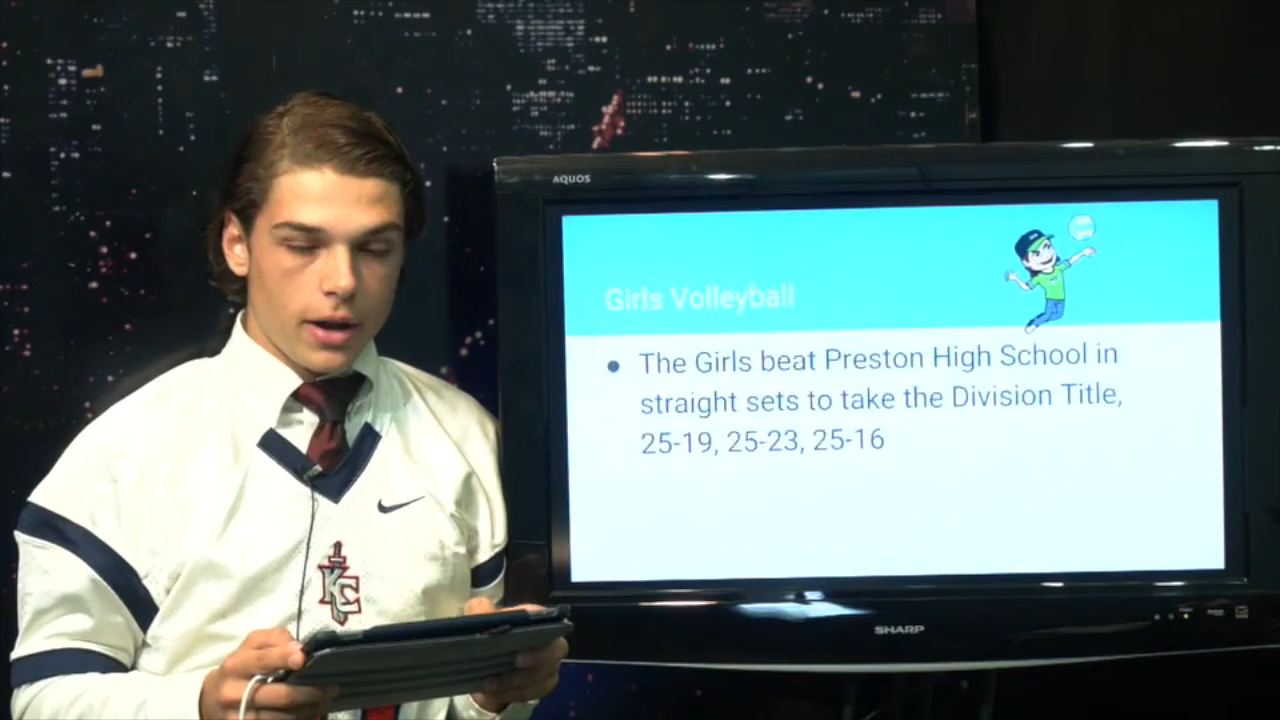 AQUOS
Girls Volleyball
● The Girls beat Preston High School in
straight sets to take the Division Title,
25-19, 25-23, 25-16
KC
SHARP